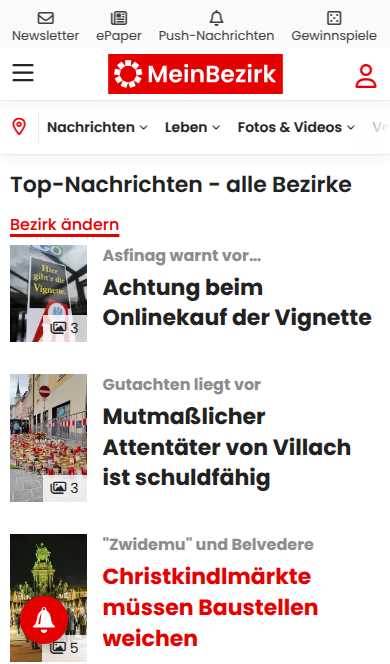 Newsletter ePaper Push-Nachrichten Gewinnspiele
MeinBezirk
Nachrichten Leben Fotos & Videos
Top-Nachrichten - alle Bezirke
Bezirk ändern
Asfinag warnt vor...
Hier
gibt's die
Vignette
3
Achtung beim
Onlinekauf der Vignette
Gutachten liegt vor
3
Mutmaßlicher
Attentäter von Villach
ist schuldfähig
"Zwidemu" und Belvedere
5
Christkindlmärkte
müssen Baustellen
weichen